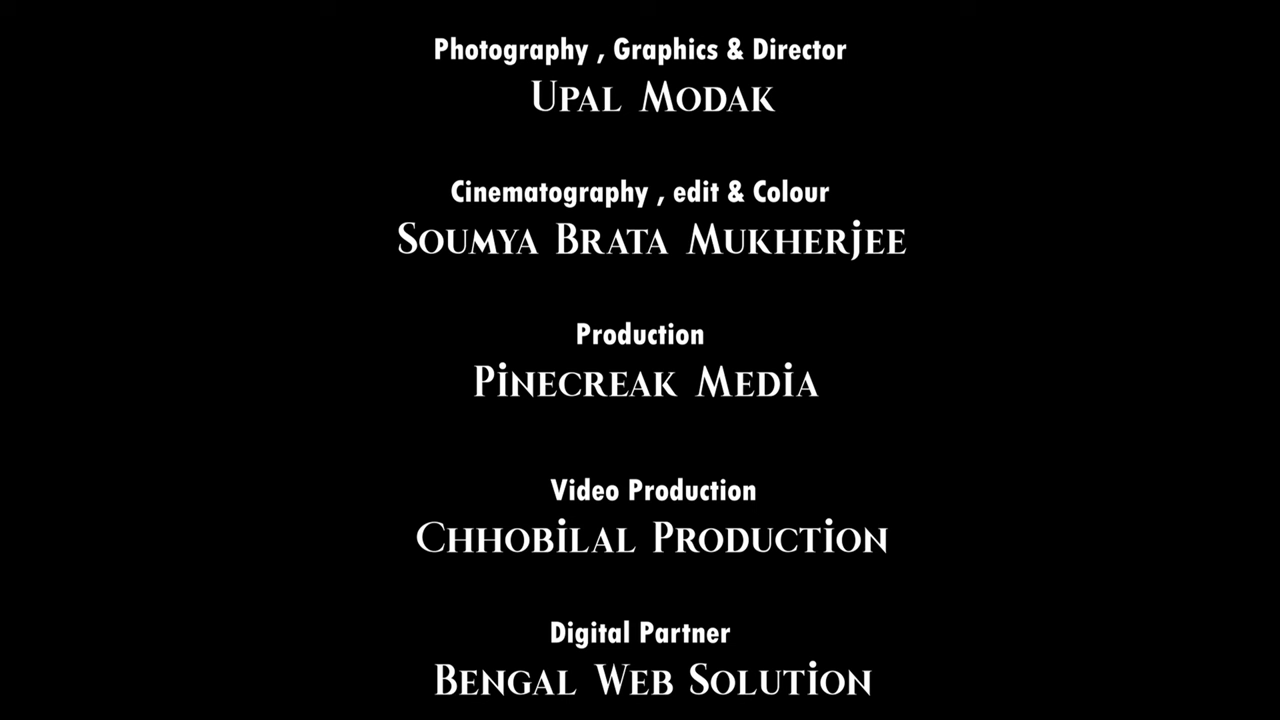 Photography , Graphics & Director
Upal Modak
Cinematography , edit & Colour
Soumya Brata Mukherjee
Production
Pinecreak Media
Video Production
Chhobilal Production
Digital Partner
Bengal Web Solution